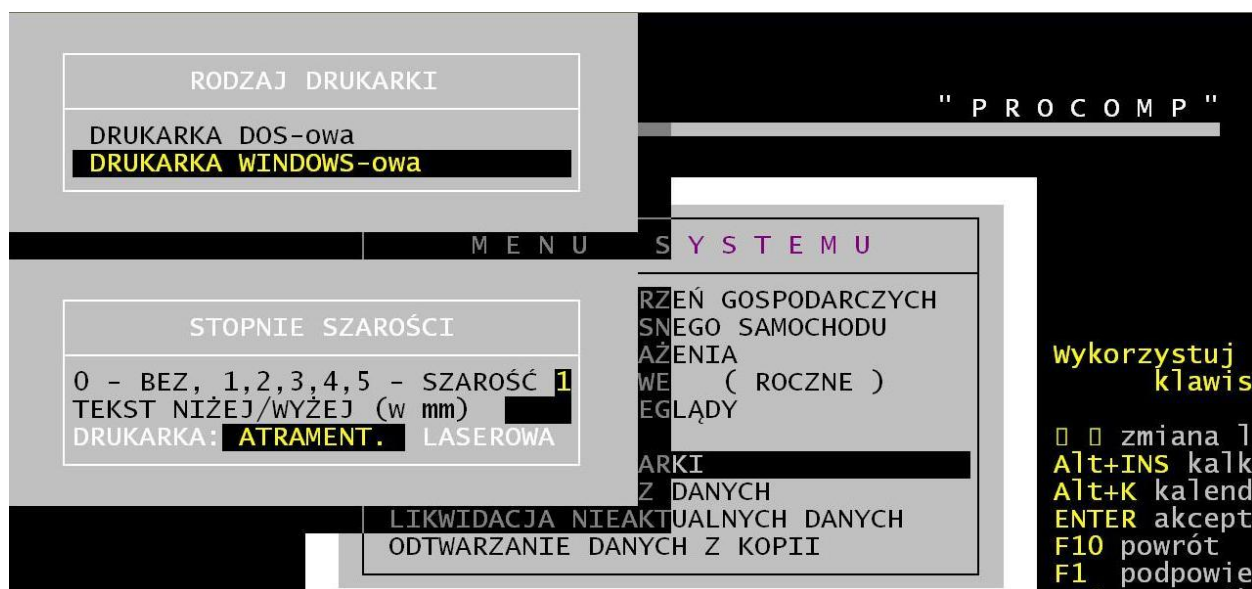 RODZAJ DRUKARKI
DRUKARKA DOS-owa
DRUKARKA WINDOWS-owa
" P R O C O M P "
M E N U S Y S T E M U
STOPNIE SZAROŚCI
0 - BEZ, 1,2,3,4,5 - SZAROŚĆ 1
TEKST NIŻEJ/WYŻEJ (w mm)
DRUKARKA: ATRAMENT. LASEROWA
RZEŃ GOSPODARCZYCH
SNEGO SAMOCHODU
AŻENIA
WE ( ROCZNE )
EGLĄDY
ARKI
Z DANYCH
LIKWIDACJA NIEAKTUALNYCH DANYCH
ODTWARZANIE DANYCH Z KOPII
Wykorzystuj
klawis
zmiana l
Alt+INS kalk
Alt+K kalend
ENTER akcept
F10 powrót
F1 podpowie